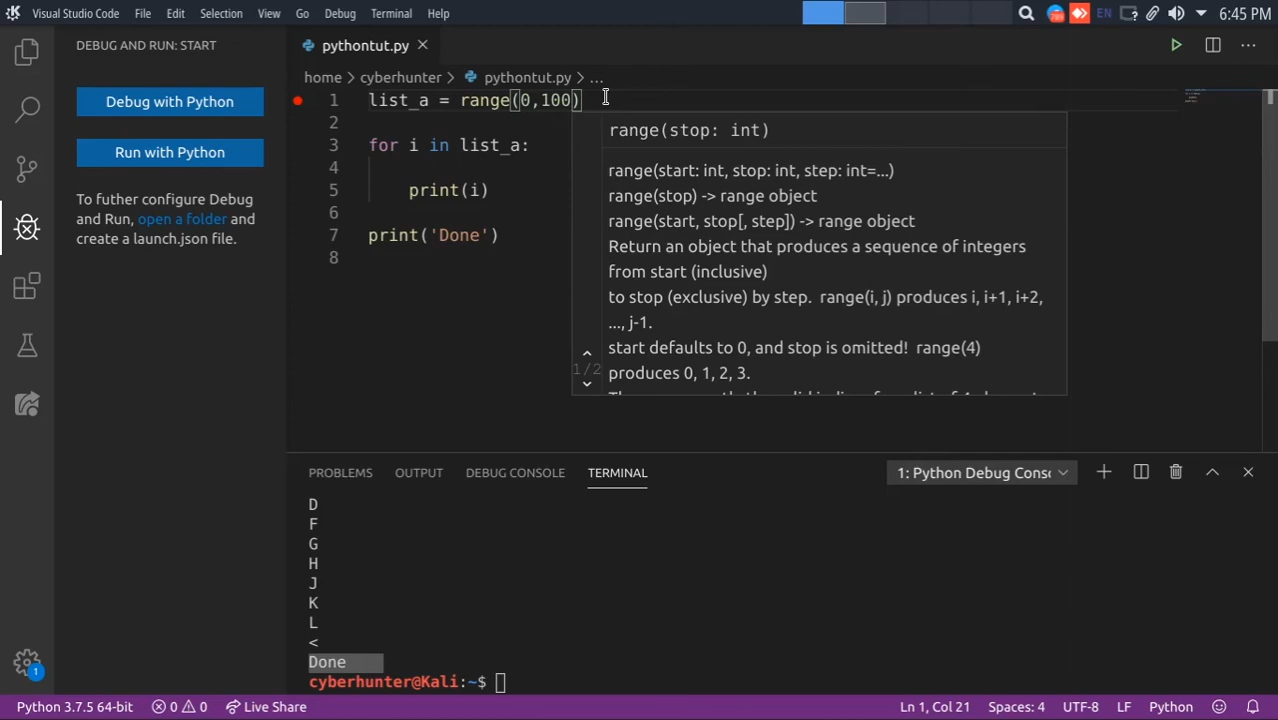 Visual Studio Code File Edit Selection View Go Debug Terminal Help EN 6:45 PM
DEBUG AND RUN: START
Debug with Python
Run with Python
To futher configure Debug
and Run, open a folder and
create a launch.json file.
pythontut.py
home > cyberhunter > pythontut.py > ...
1 list_a = range(0,100)
2
3 for i in list_a:
4
5 print(i)
6
7 print('Done')
8
range(stop: int)
range(start: int, stop: int, step: int=...)
range(stop) -> range object
range(start, stop[, step]) -> range object
Return an object that produces a sequence of integers
from start (inclusive)
to stop (exclusive) by step. range(i, j) produces i, i+1, i+2,
..., j-1.
start defaults to 0, and stop is omitted! range(4)
produces 0, 1, 2, 3.
1/2
PROBLEMS OUTPUT DEBUG CONSOLE TERMINAL 1: Python Debug Consc
D
F
G
H
J
K
L
<
Done
cyberhunter@Kali:~$
1
Python 3.7.5 64-bit 0 0 Live Share Ln 1, Col 21 Spaces: 4 UTF-8 LF Python